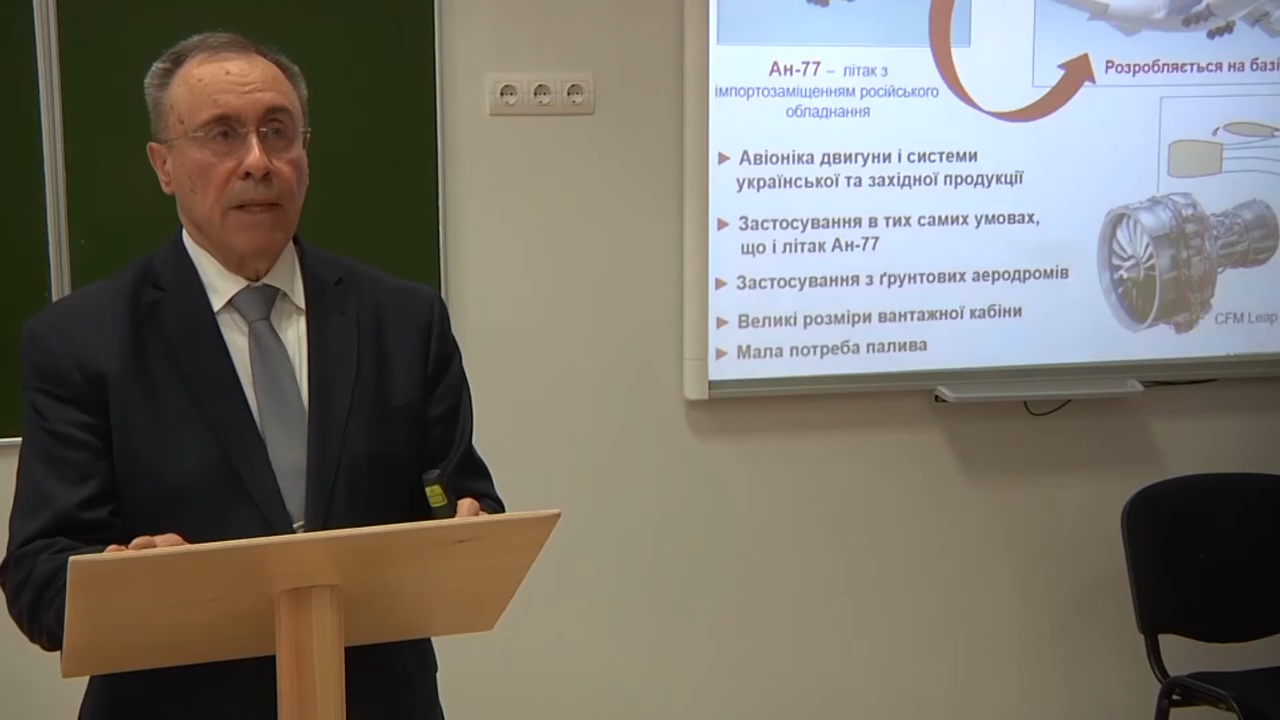 Ан-77 – літак з
імпортозаміщенням російського
обладнання
Розробляється на базі
Авіоніка двигуни і системи
української та західної продукції
Застосування в тих самих умовах,
що і літак Ан-77
Застосування з ґрунтових аеродромів
Великі розміри вантажної кабіни
Мала потреба палива
CFM Leap